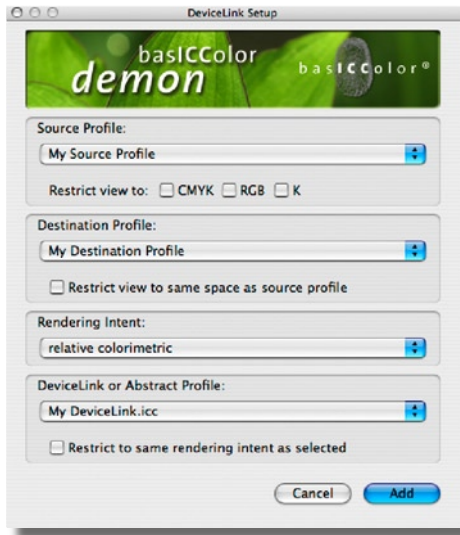 DeviceLink Setup
basICColor
demon
basICColor®
Source Profile:
My Source Profile
Restrict view to: CMYK RGB K
Destination Profile:
My Destination Profile
Restrict view to same space as source profile
Rendering Intent:
relative colorimetric
DeviceLink or Abstract Profile:
My DeviceLink.icc
Restrict to same rendering intent as selected
Cancel Add